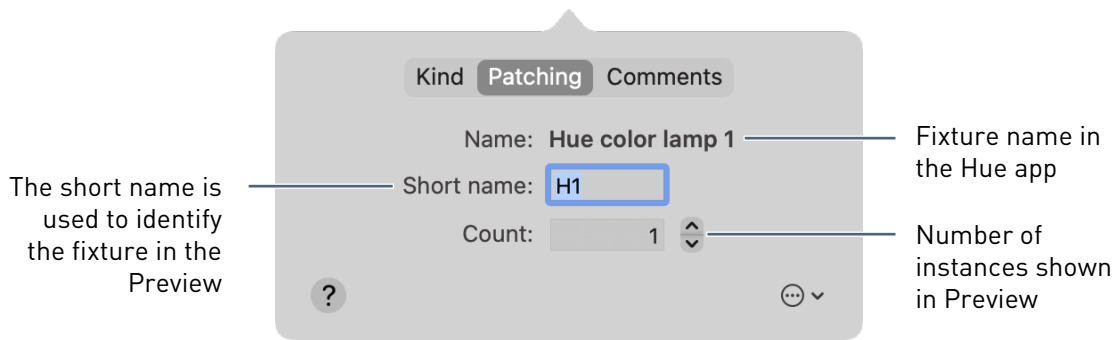 Kind Patching Comments
Name: Hue color lamp 1
Fixture name in
the Hue app
The short name is
used to identify
the fixture in the
Preview
Short name: H1
Count: 1
Number of
instances shown
in Preview
?